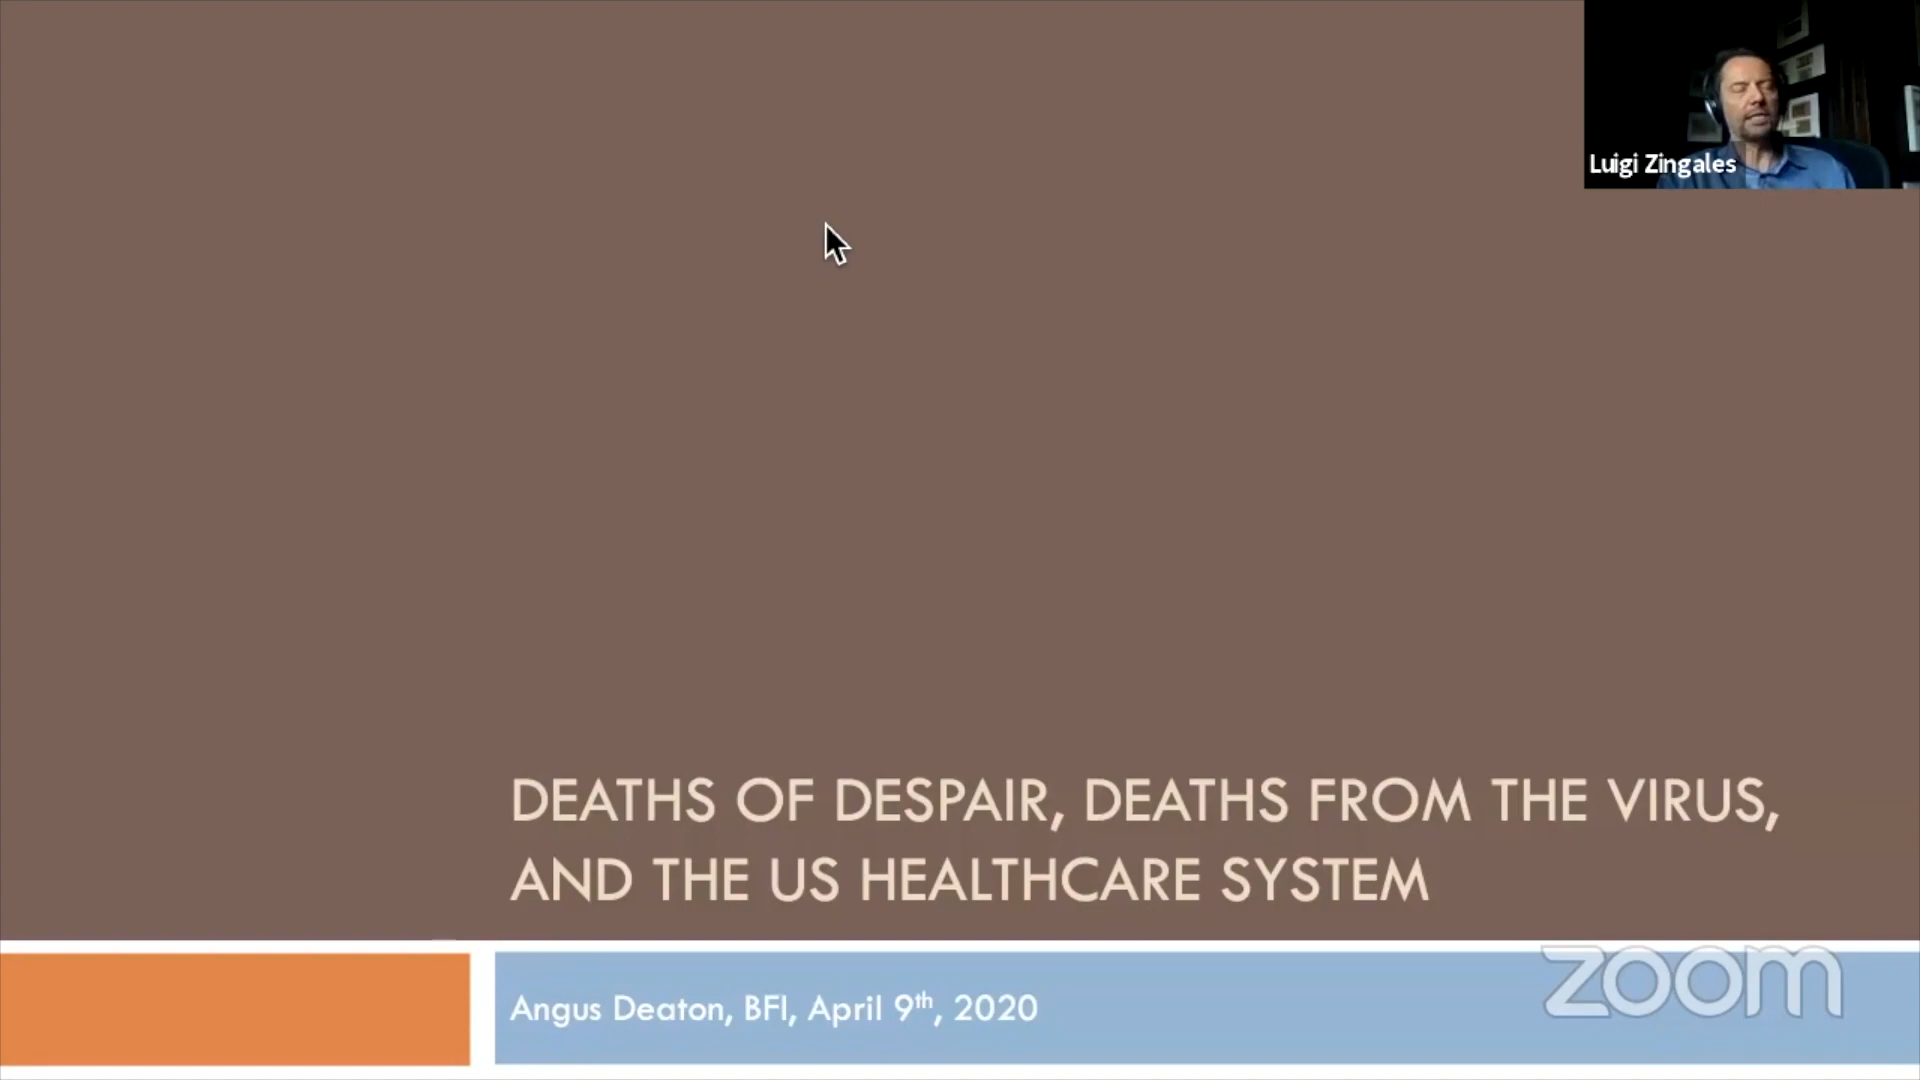 Luigi Zingales
DEATHS OF DESPAIR, DEATHS FROM THE VIRUS,
AND THE US HEALTHCARE SYSTEM
Angus Deaton, BFI, April 9th, 2020
zoom